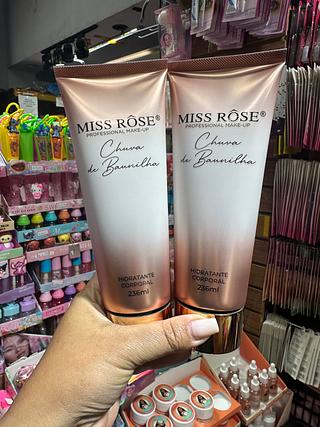 MISS RÔSE®
PROFESSIONAL MAKE-UP
Chuva
de Baunilha
HIDRATANTE
CORPORAL
236ml
MISS RÔSE®
PROFESSIONAL MAKE-UP
Chuva
de Baunilha
HIDRATANTE
CORPORAL
236ml